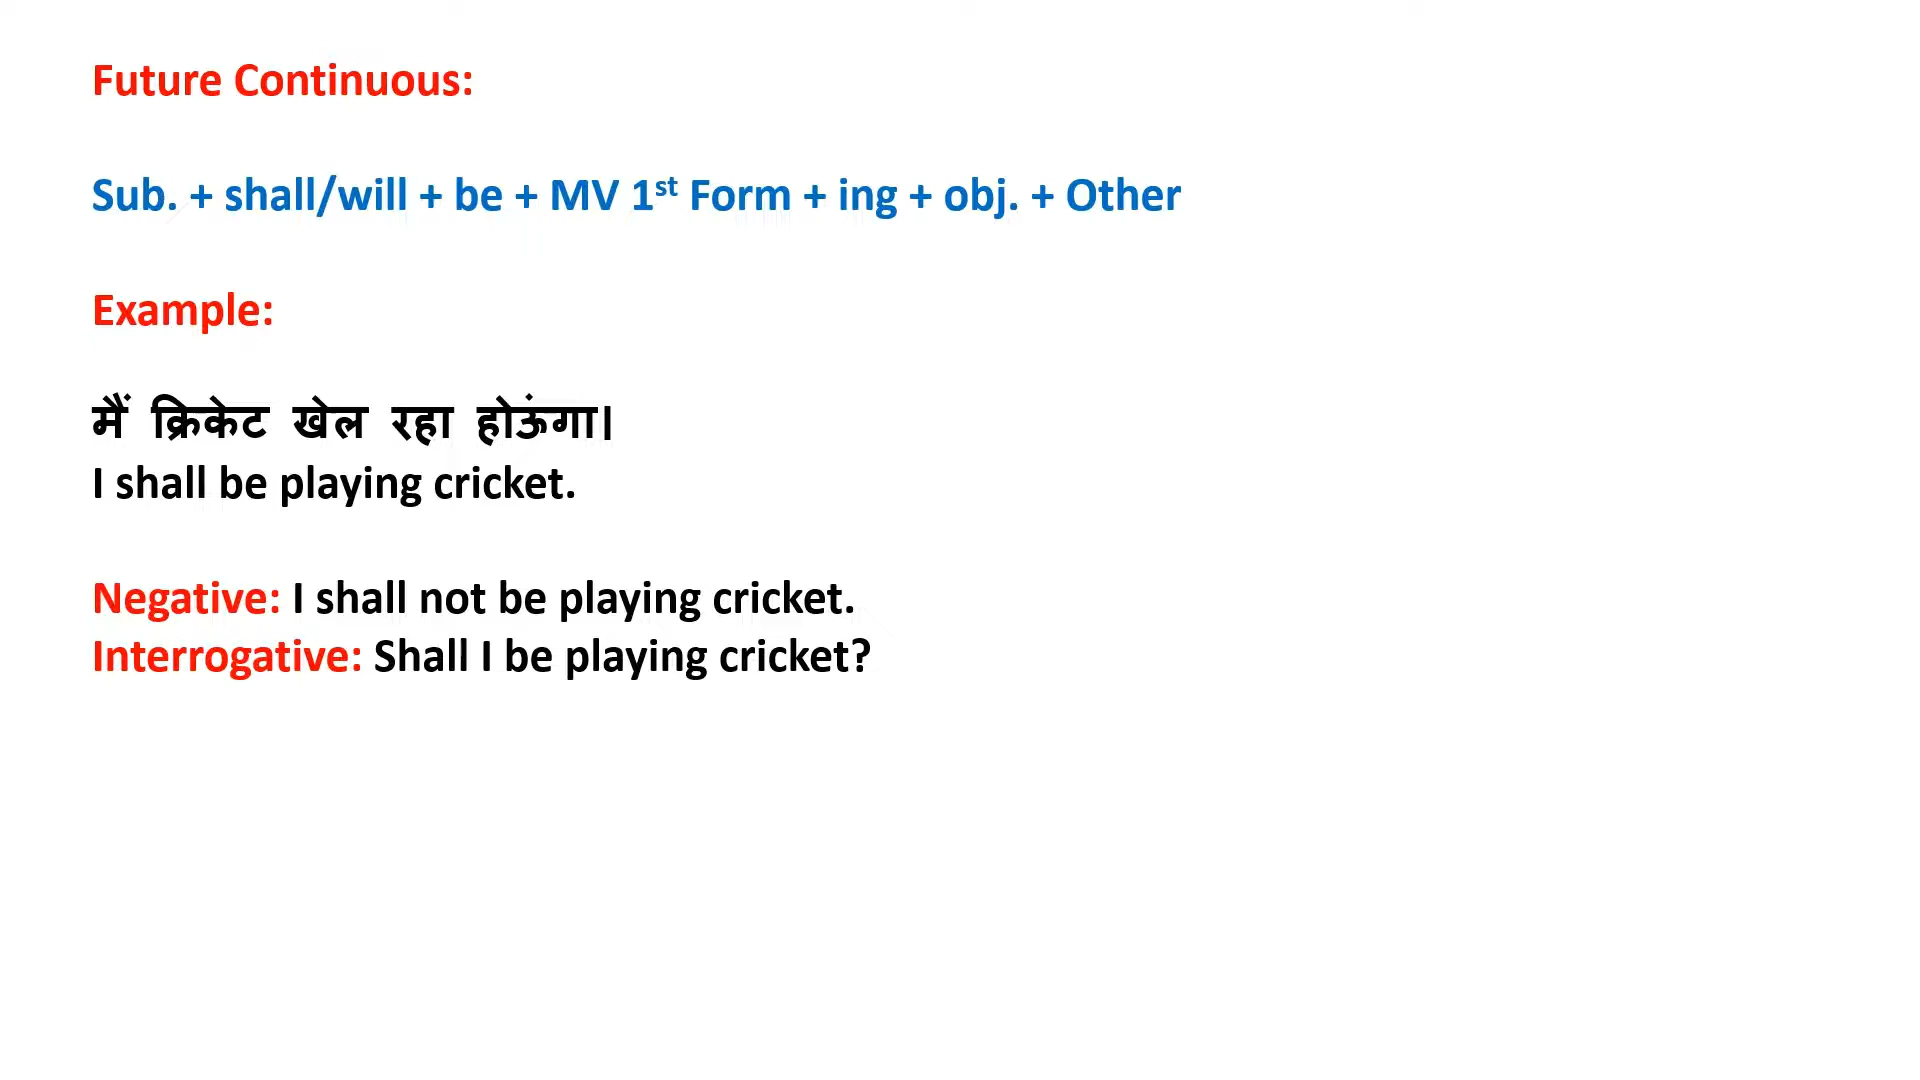 Future Continuous:
Sub. + shall/will + be + MV 1st Form + ing + obj. + Other
Example:
मैं क्रिकेट खेल रहा होऊंगा।
I shall be playing cricket.
Negative: I shall not be playing cricket.
Interrogative: Shall I be playing cricket?